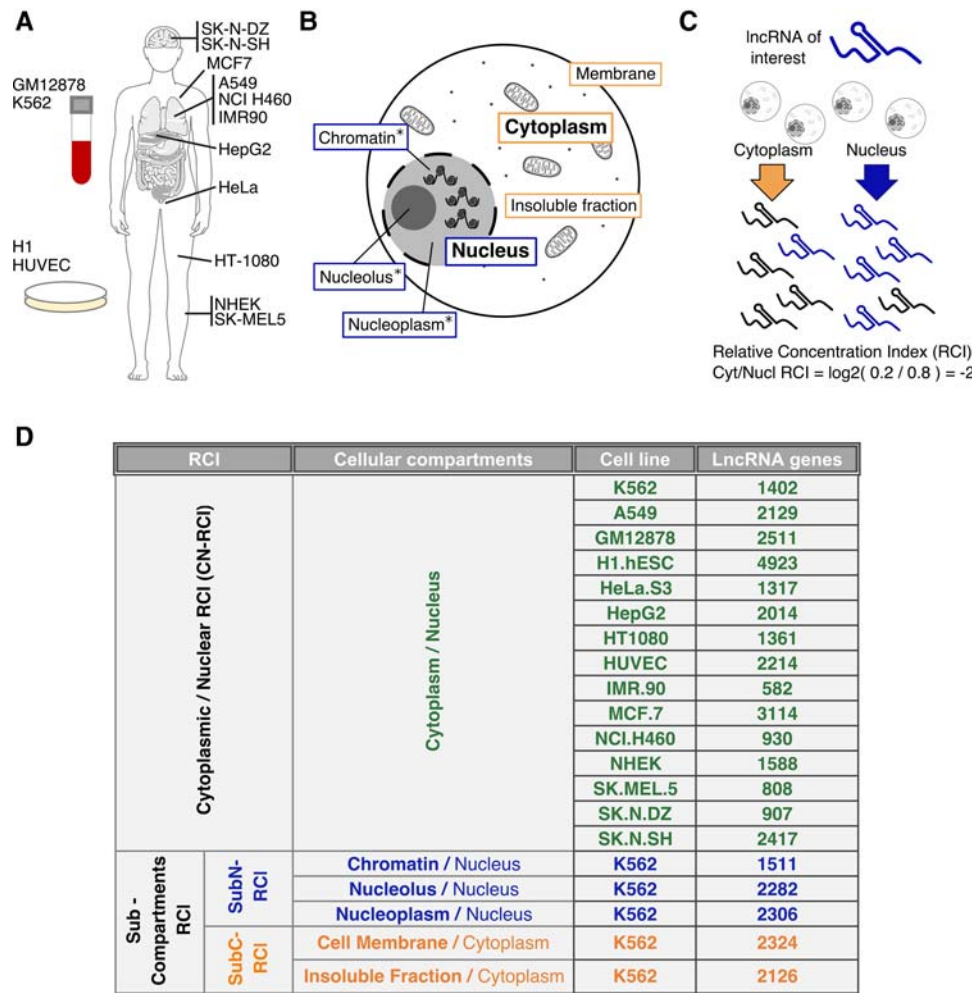 A
SK-N-DZ
SK-N-SH
MCF7
A549
NCI H460
IMR90
GM12878
K562
HepG2
HeLa
H1
HUVEC
HT-1080
NHEK
SK-MEL5
B
Membrane
Cytoplasm
Chromatin*
Insoluble fraction
Nucleus
Nucleolus*
Nucleoplasm*
C
lncRNA of
interest
Cytoplasm Nucleus
Relative Concentration Index (RCI)
Cyt/Nucl RCI = log2( 0.2 / 0.8 ) = -2
D
RCI Cellular compartments Cell line LncRNA genes
Cytoplasmic / Nuclear RCI (CN-RCI)
Cytoplasm / Nucleus
K562 1402
A549 2129
GM12878 2511
H1.hESC 4923
HeLa.S3 1317
HepG2 2014
HT1080 1361
HUVEC 2214
IMR.90 582
MCF.7 3114
NCI.H460 930
NHEK 1588
SK.MEL.5 808
SK.N.DZ 907
SK.N.SH 2417
Sub -
Compartments
RCI
SubN-
RCI
Chromatin / Nucleus K562 1511
Nucleolus / Nucleus K562 2282
Nucleoplasm / Nucleus K562 2306
SubC-
RCI
Cell Membrane / Cytoplasm K562 2324
Insoluble Fraction / Cytoplasm K562 2126